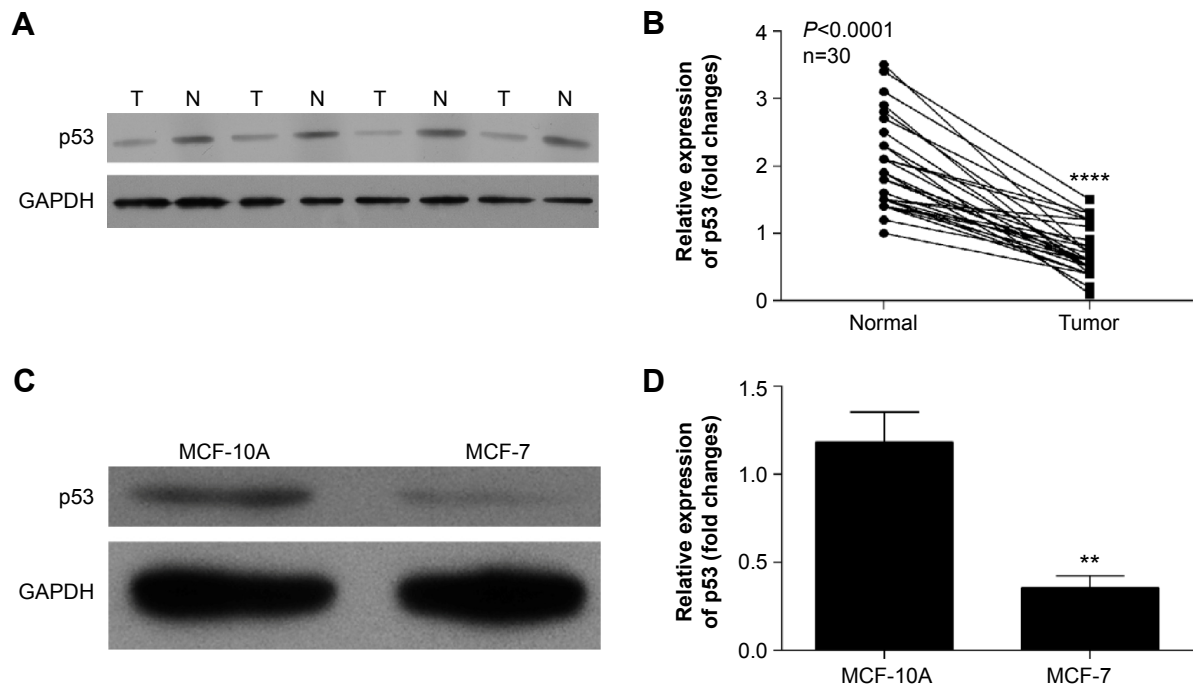 A
T N T N T N T N
p53
GAPDH
B
P<0.0001
n=30
Relative expression
of p53 (fold changes)
4
3
2
1
0
****
Normal Tumor
C
MCF-10A MCF-7
p53
GAPDH
D
Relative expression
of p53 (fold changes)
1.5
1.0
0.5
0.0
**
MCF-10A MCF-7